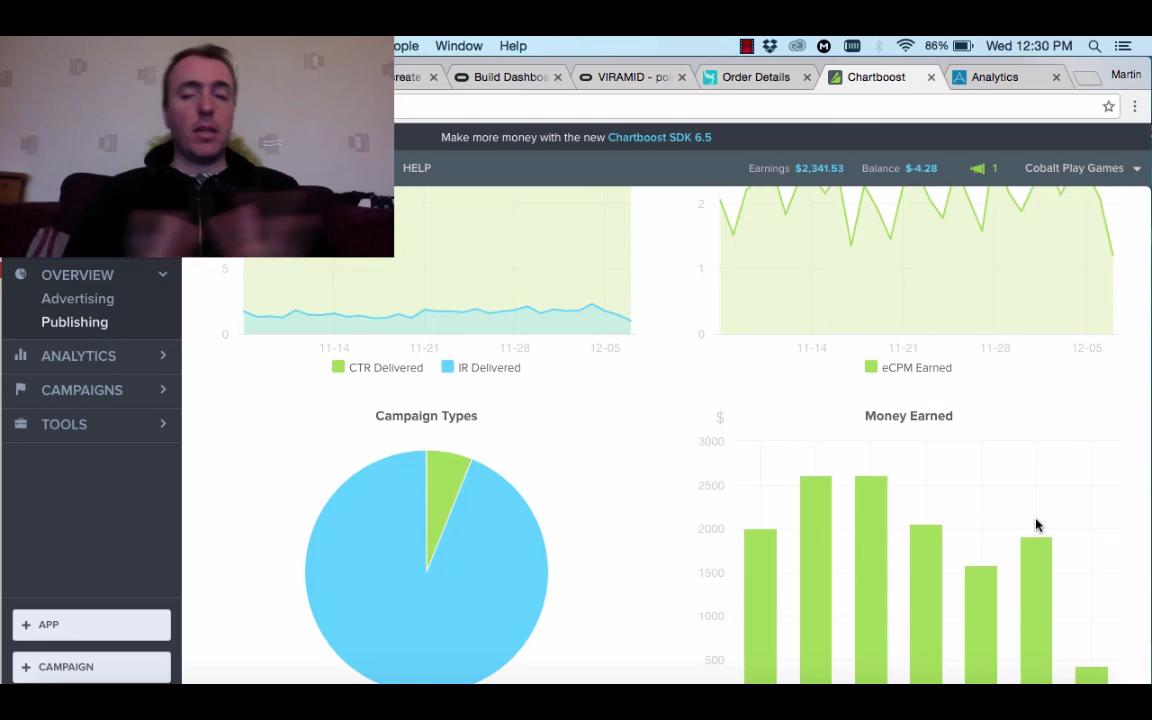 ople Window Help 86% Wed 12:30 PM
reate Build Dashboa VIRAMID - po Order Details Chartboost Analytics Martin
Make more money with the new Chartboost SDK 6.5
HELP Earnings $2,341.53 Balance $-4.28 1 Cobalt Play Games
OVERVIEW
Advertising
Publishing
ANALYTICS
CAMPAIGNS
TOOLS
+ APP
+ CAMPAIGN
5
0
11-14 11-21 11-28 12-05
CTR Delivered IR Delivered
2
1
0
11-14 11-21 11-28 12-05
eCPM Earned
Campaign Types
Money Earned
$
3000
2500
2000
1500
1000
500